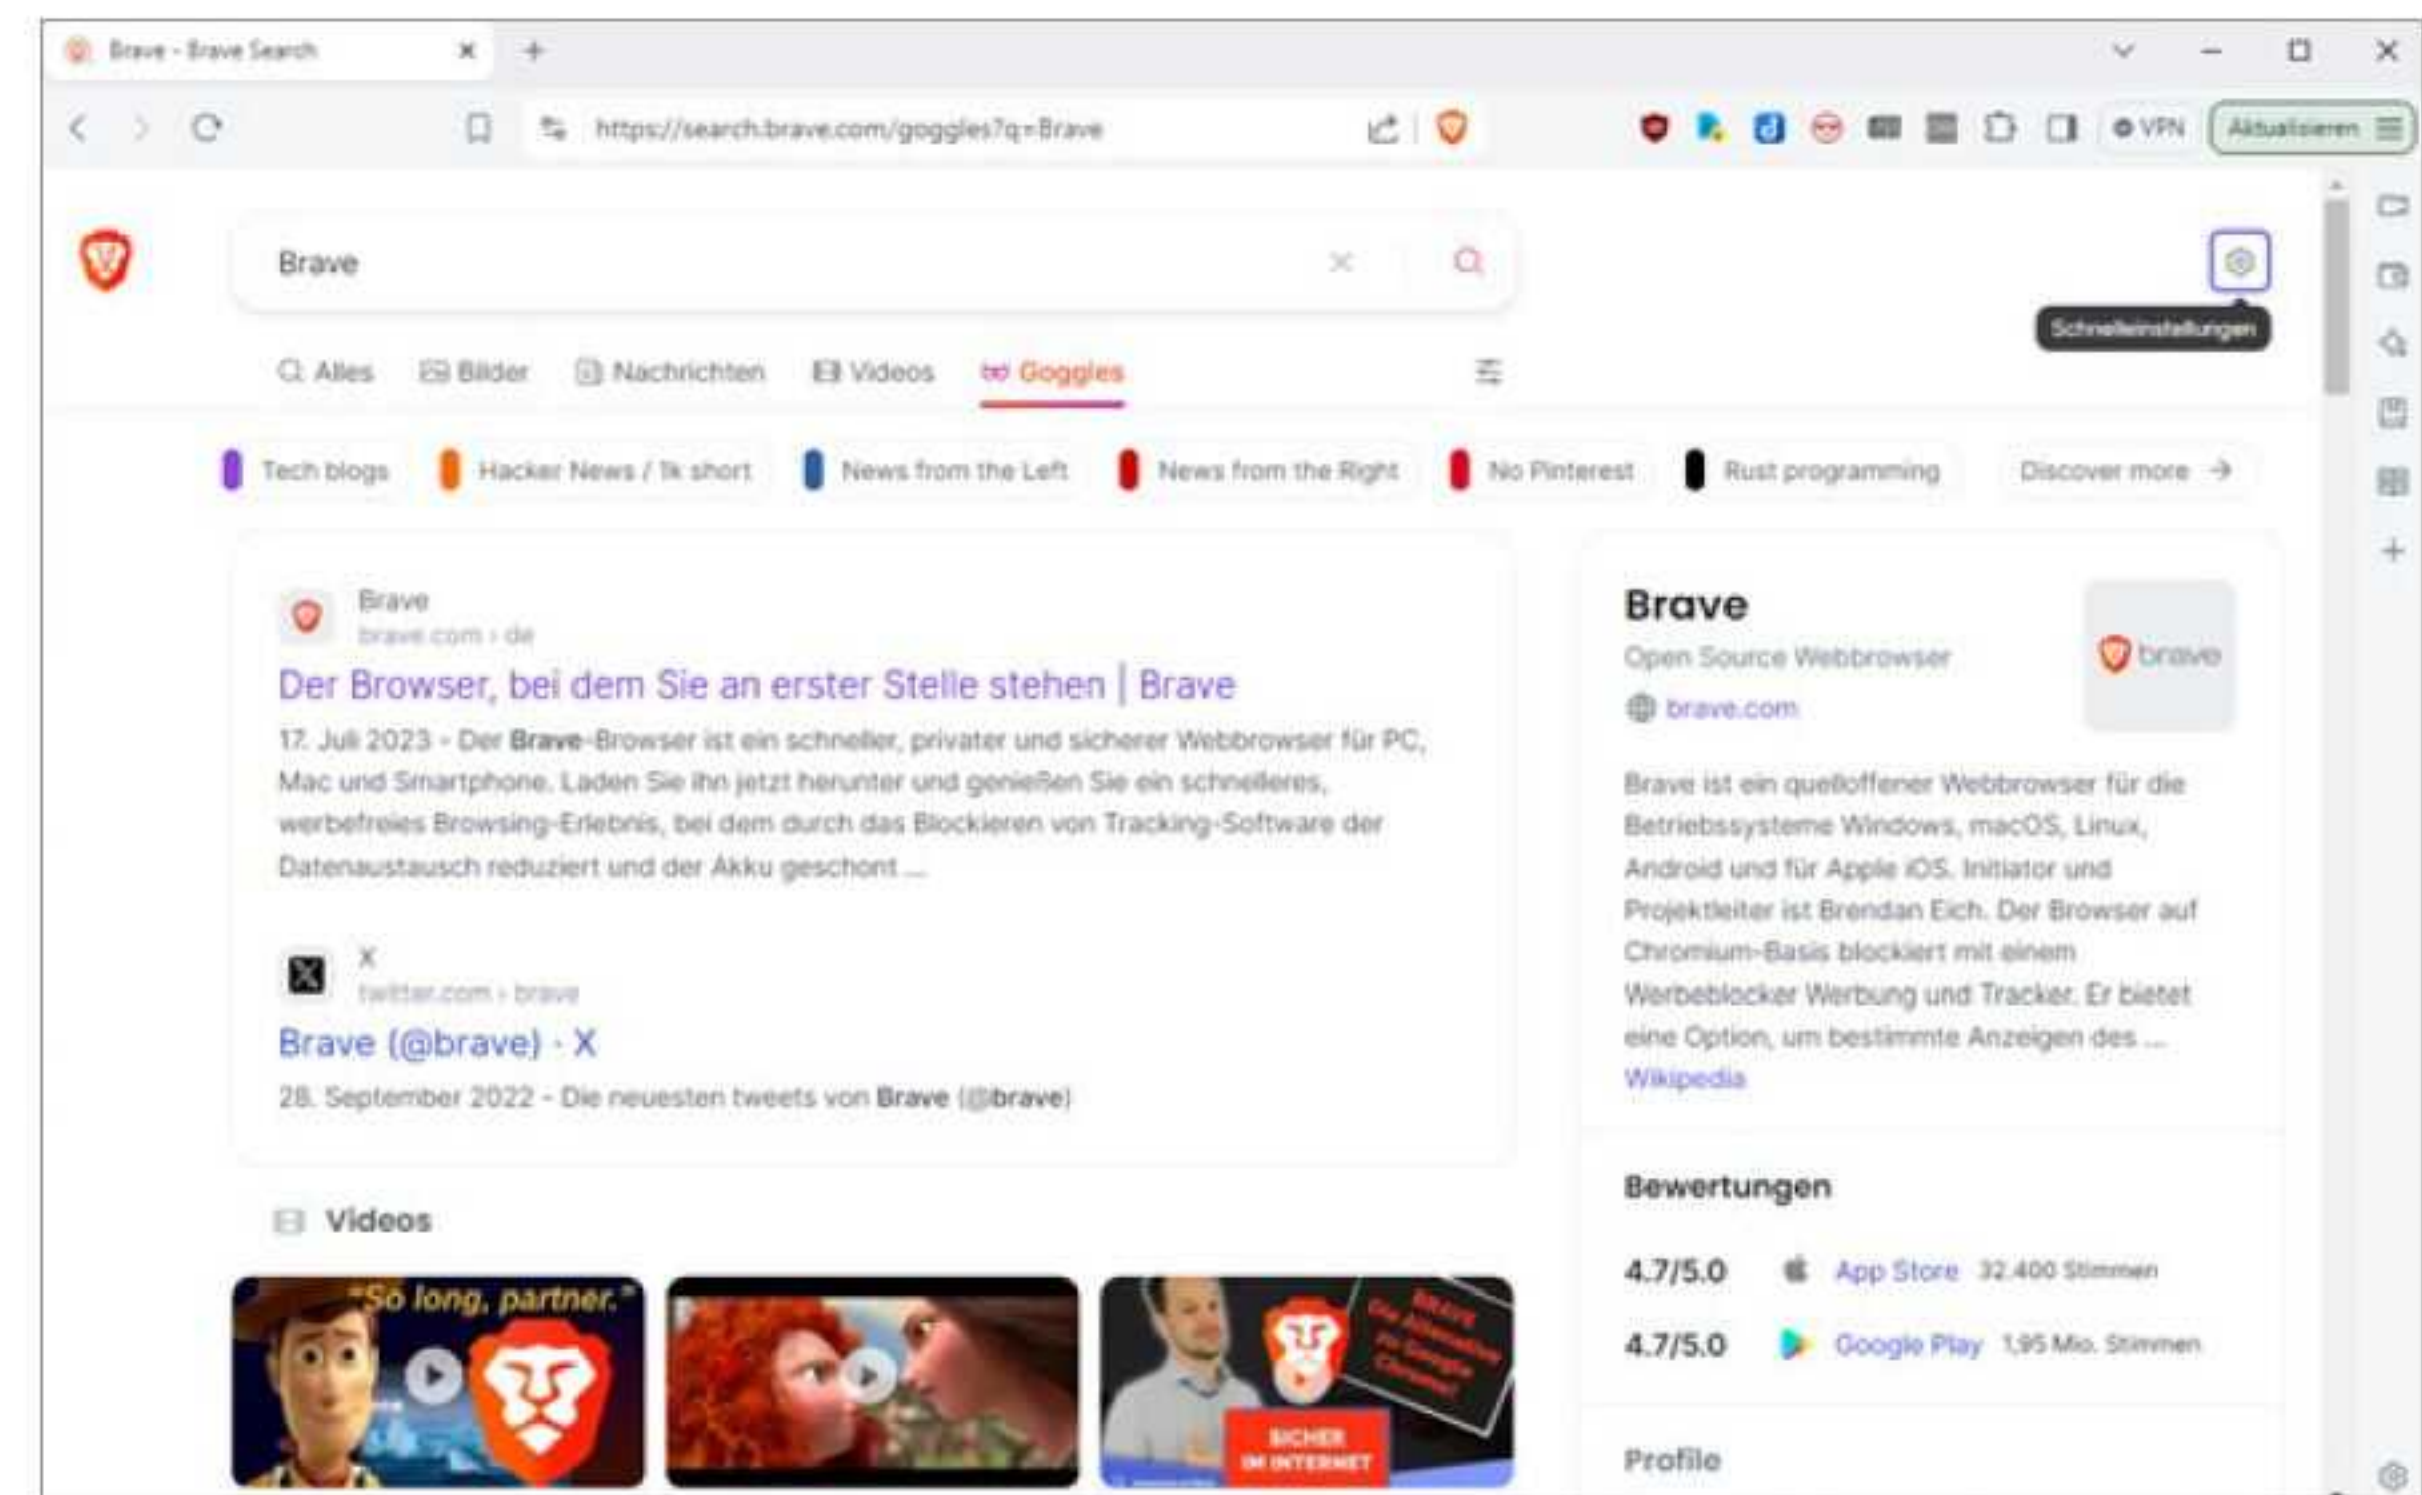 Brave - Brave Search
https://search.brave.com/goggles?q=Brave
VPN
Aktualisieren
Brave
Schnelleinstellungen
Alles Bilder Nachrichten Videos Goggles
Tech blogs Hacker News / 1k short News from the Left News from the Right No Pinterest Rust programming Discover more →
Brave
brave.com › de
Der Browser, bei dem Sie an erster Stelle stehen | Brave
17. Juli 2023 - Der Brave-Browser ist ein schneller, privater und sicherer Webbrowser für PC,
Mac und Smartphone. Laden Sie ihn jetzt herunter und genießen Sie ein schnelleres,
werbefreies Browsing-Erlebnis, bei dem durch das Blockieren von Tracking-Software der
Datenaustausch reduziert und der Akku geschont ...
X
twitter.com › brave
Brave (@brave) · X
28. September 2022 - Die neuesten tweets von Brave (@brave)
Videos
"So long, partner."
BRAVE
Die Alternative
zu Google
Chrome?
SICHER
IM INTERNET
Brave
Open Source Webbrowser
brave.com
brave
Brave ist ein quelloffener Webbrowser für die
Betriebssysteme Windows, macOS, Linux,
Android und für Apple iOS. Initiator und
Projektleiter ist Brendan Eich. Der Browser auf
Chromium-Basis blockiert mit einem
Werbeblocker Werbung und Tracker. Er bietet
eine Option, um bestimmte Anzeigen des ...
Wikipedia
Bewertungen
4.7/5.0 App Store 32.400 Stimmen
4.7/5.0 Google Play 1,95 Mio. Stimmen
Profile